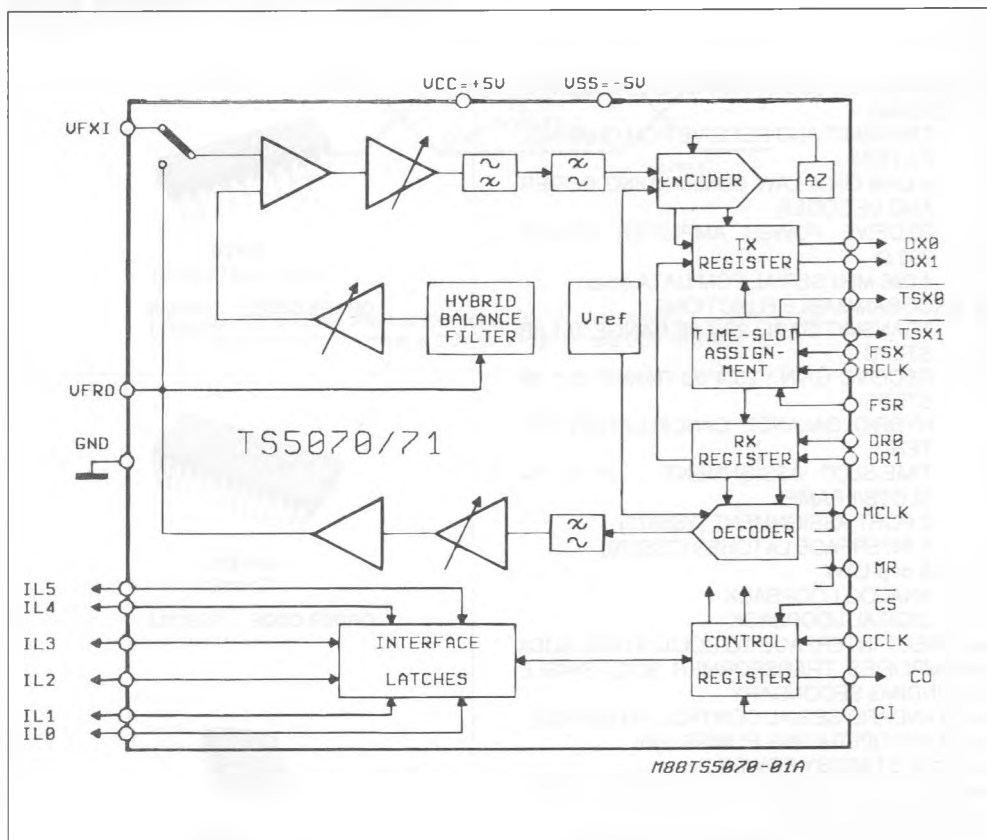 VCC=+5V
VSS=-5V
VFXI
ENCODER
AZ
TX
REGISTER
DX0
DX1
HYBRID
BALANCE
FILTER
Vref
TSX0
TIME-SLOT
ASSIGN-
MENT
TSX1
FSX
BCLK
VFRO
FSR
GND
TS5070/71
RX
REGISTER
DR0
DR1
DECODER
MCLK
MR
IL5
IL4
IL3
IL2
IL1
IL0
INTERFACE
LATCHES
CONTROL
REGISTER
CS
CCLK
CO
CI
M88TS5070-01A